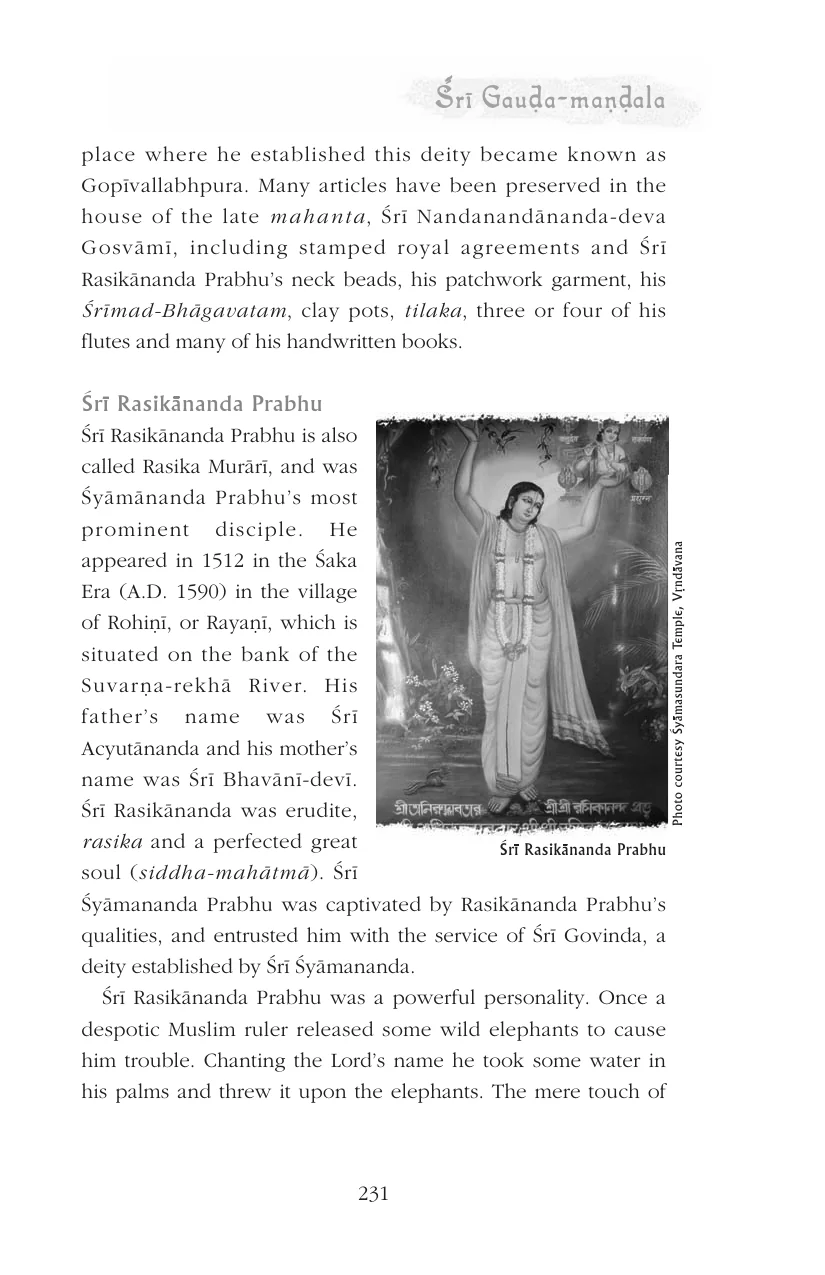 Śrī Gauḍa-maṇḍala
place where he established this deity became known as
Gopīvallabhpura. Many articles have been preserved in the
house of the late mahanta, Śrī Nandanandānanda-deva
Gosvāmī, including stamped royal agreements and Śrī
Rasikānanda Prabhu’s neck beads, his patchwork garment, his
Śrīmad-Bhāgavatam, clay pots, tilaka, three or four of his
flutes and many of his handwritten books.
Śrī Rasikānanda Prabhu
Śrī Rasikānanda Prabhu is also
called Rasika Murārī, and was
Śyāmānanda Prabhu’s most
prominent disciple. He
appeared in 1512 in the Śaka
Era (A.D. 1590) in the village
of Rohiṇī, or Rayaṇī, which is
situated on the bank of the
Suvarṇa-rekhā River. His
father’s name was Śrī
Acyutānanda and his mother’s
name was Śrī Bhavānī-devī.
Śrī Rasikānanda was erudite,
rasika and a perfected great
soul (siddha-mahātmā). Śrī
Photo courtesy Śyāmasundara Temple, Vṛndāvana
Śrī Rasikānanda Prabhu
Śyāmananda Prabhu was captivated by Rasikānanda Prabhu’s
qualities, and entrusted him with the service of Śrī Govinda, a
deity established by Śrī Śyāmananda.
Śrī Rasikānanda Prabhu was a powerful personality. Once a
despotic Muslim ruler released some wild elephants to cause
him trouble. Chanting the Lord’s name he took some water in
his palms and threw it upon the elephants. The mere touch of
231